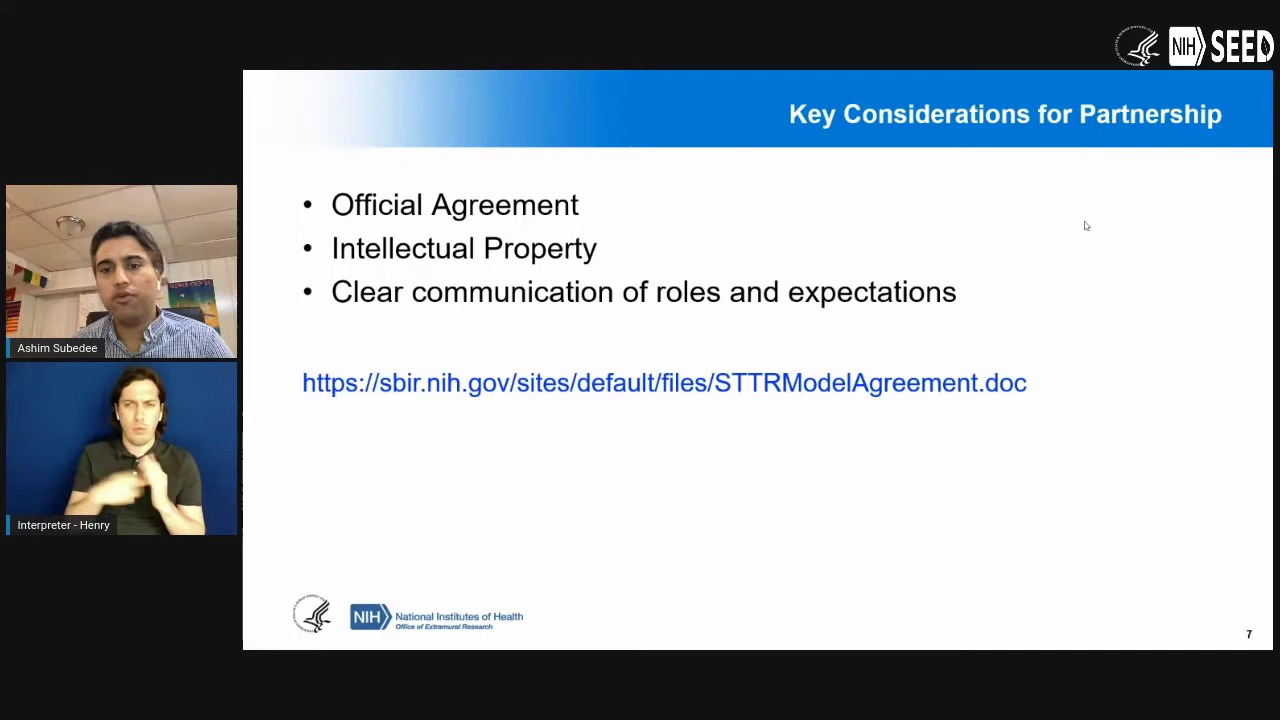 NIH SEED
Key Considerations for Partnership
• Official Agreement
• Intellectual Property
• Clear communication of roles and expectations
https://sbir.nih.gov/sites/default/files/STTRModelAgreement.doc
Ashim Subedee
Interpreter - Henry
NIH National Institutes of Health
Office of Extramural Research
7